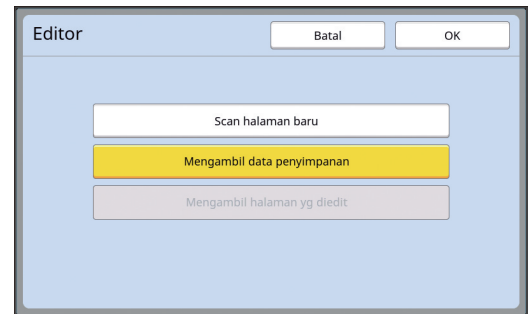 Editor
Batal
OK
Scan halaman baru
Mengambil data penyimpanan
Mengambil halaman yg diedit